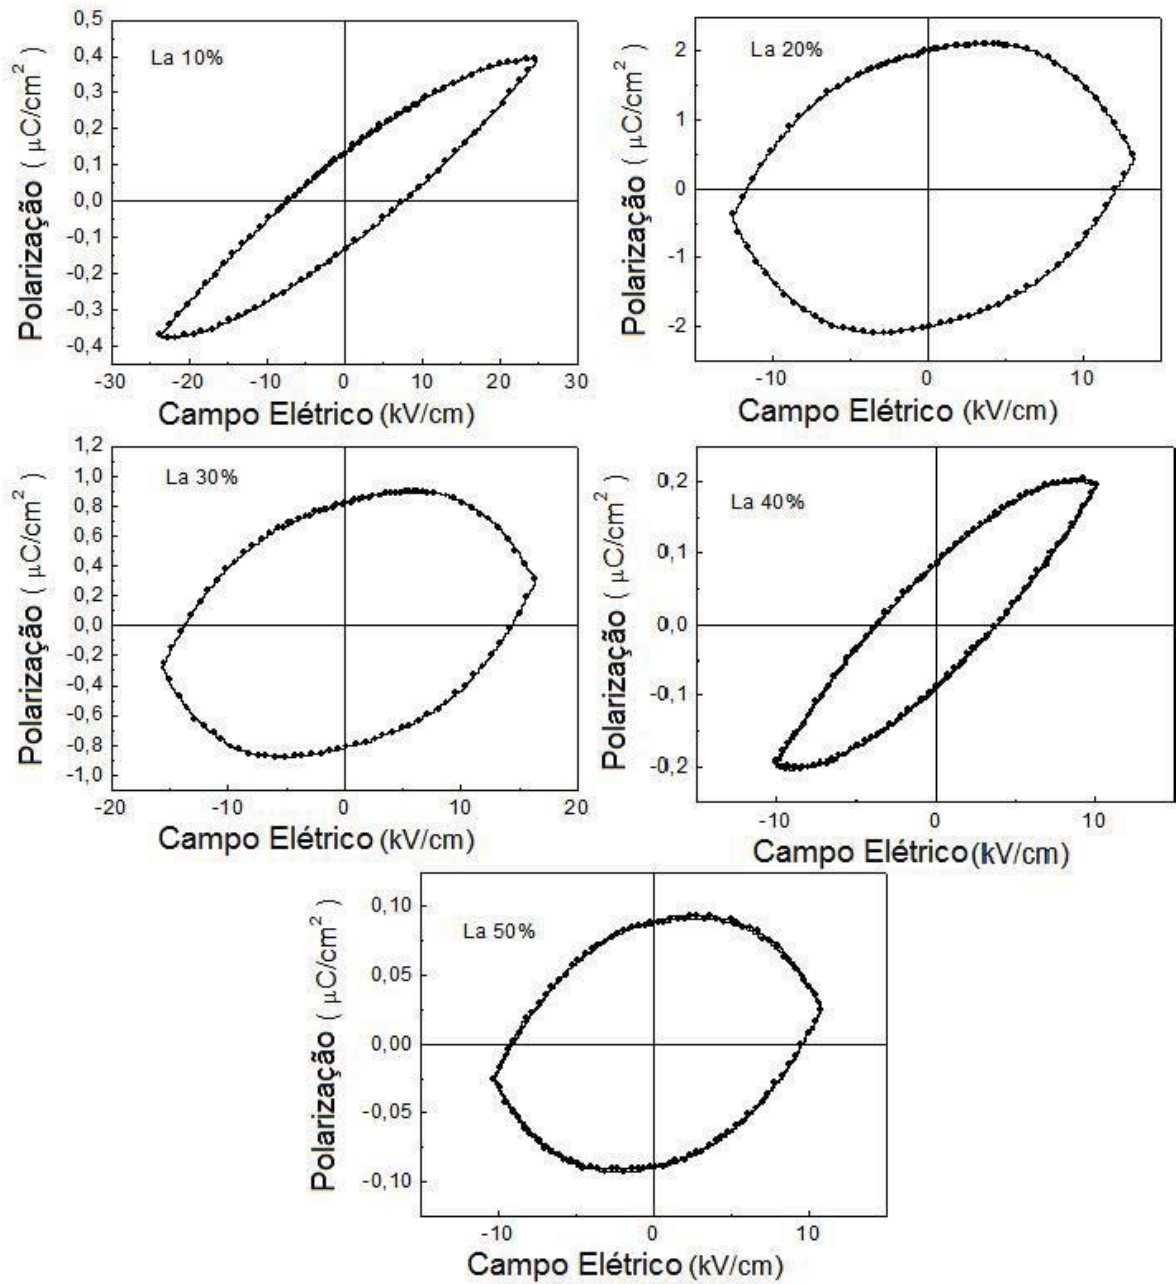 La 10%
Polarização ( μC/cm²)
0,5
0,4
0,3
0,2
0,1
0,0
-0,1
-0,2
-0,3
-0,4
-30 -20 -10 0 10 20 30
Campo Elétrico (kV/cm)
La 20%
Polarização ( μC/cm²)
2
1
0
-1
-2
-10 0 10
Campo Elétrico (kV/cm)
La 30%
Polarização ( μC/cm²)
1,2
1,0
0,8
0,6
0,4
0,2
0,0
-0,2
-0,4
-0,6
-0,8
-1,0
-20 -10 0 10 20
Campo Elétrico (kV/cm)
La 40%
Polarização ( μC/cm²)
0,2
0,1
0,0
-0,1
-0,2
-10 0 10
Campo Elétrico (kV/cm)
La 50%
Polarização ( μC/cm²)
0,10
0,05
0,00
-0,05
-0,10
-10 0 10
Campo Elétrico (kV/cm)